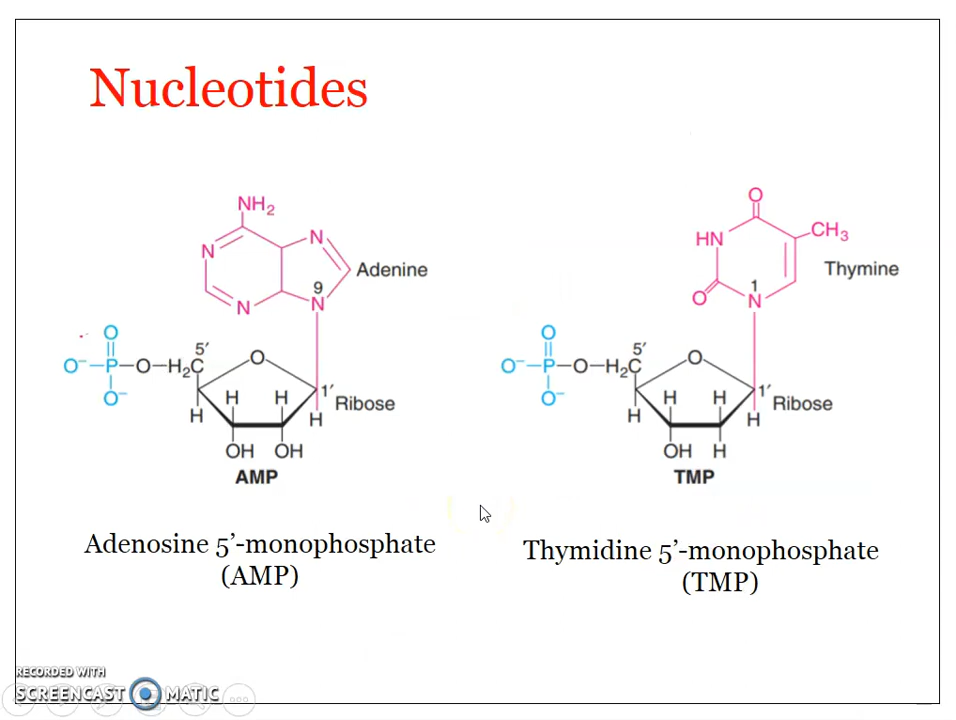 Nucleotides
NH₂
N
N
N
9
N
Adenine
O
O⁻—P—O—H₂C
O⁻
5′
O
H
H
H
1′
H
Ribose
OH OH
AMP
O
HN
CH₃
O
1
N
Thymine
O
O⁻—P—O—H₂C
O⁻
5′
O
H
H
H
1′
H
Ribose
OH H
TMP
Adenosine 5’-monophosphate
(AMP)
Thymidine 5’-monophosphate
(TMP)
RECORDED WITH
SCREENCAST MATIC